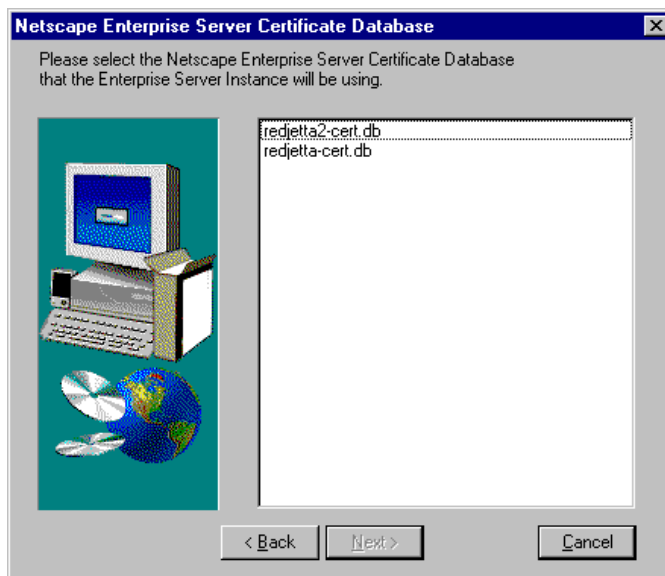 Netscape Enterprise Server Certificate Database
Please select the Netscape Enterprise Server Certificate Database
that the Enterprise Server Instance will be using.
redjetta2-cert.db
redjetta-cert.db
< Back
Next >
Cancel